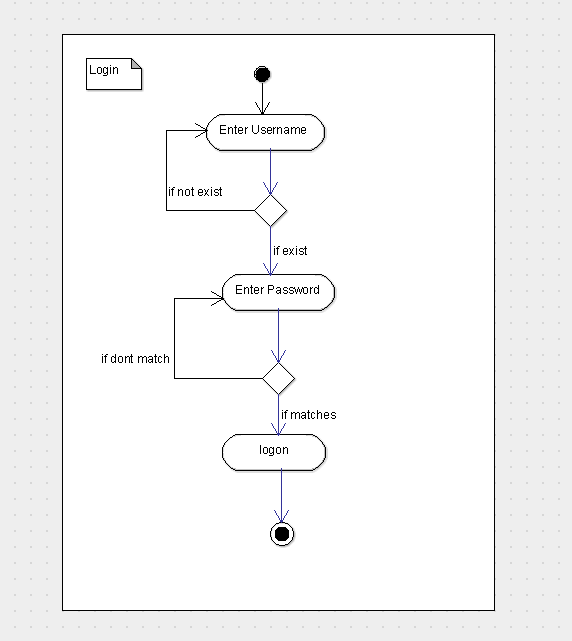 Login
Enter Username
if not exist
if exist
Enter Password
if dont match
if matches
logon